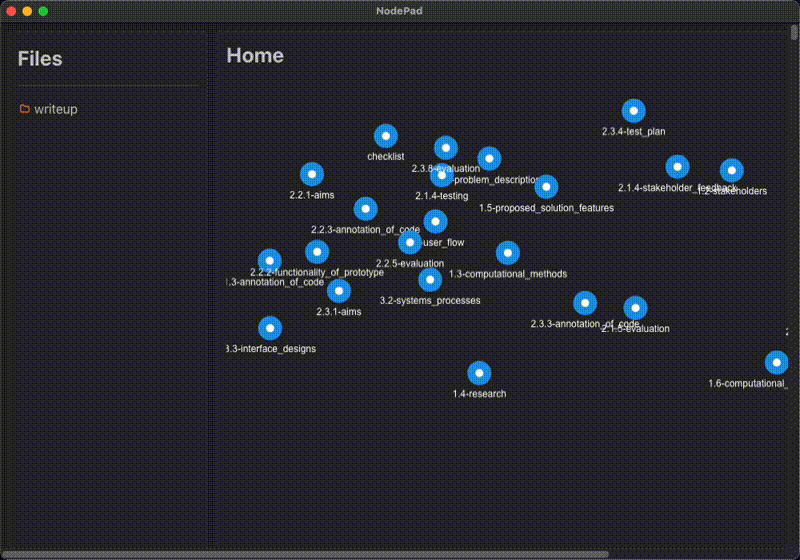 NodePad
Files
writeup
Home
2.3.4-test_plan
checklist
2.3.8-evaluation
-problem_description
2.1.4-stakeholder_feedback
1.2-stakeholders
2.2.1-aims
2.1.4-testing
1.5-proposed_solution_features
2.2.3-annotation_of_code
-user_flow
2.2.5-evaluation
2.2.2-functionality_of_prototype
1.3-computational_methods
.3-annotation_of_code
3.2-systems_processes
2.3.1-aims
2.3.3-annotation_of_code
2.1.5-evaluation
3.3-interface_designs
1.6-computational_
1.4-research